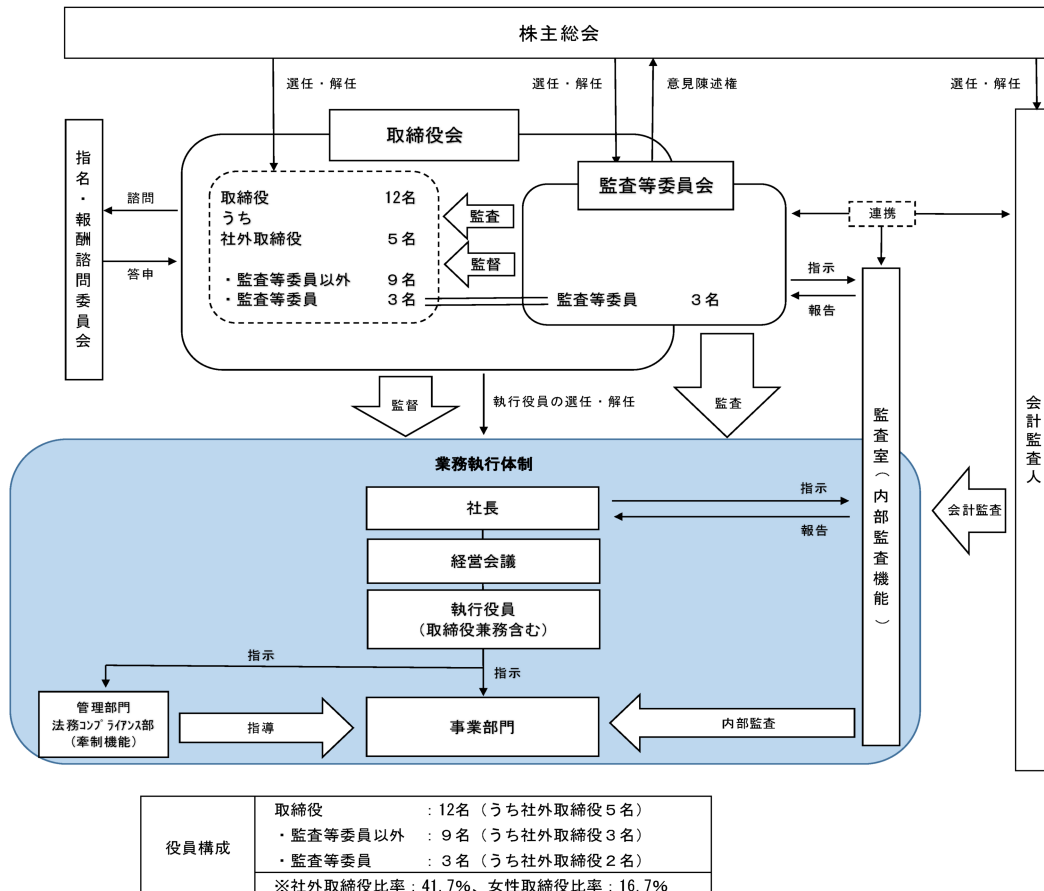 株主総会
選任・解任
選任・解任
意見陳述権
選任・解任
取締役会
監査等委員会
指名・報酬諮問委員会
諮問
答申
取締役 12名
うち
社外取締役 5名
・監査等委員以外 9名
・監査等委員 3名
監査
監督
監査等委員 3名
連携
指示
報告
監督
執行役員の選任・解任
監査
監査室(内部監査機能)
会計監査人
業務執行体制
社長
指示
報告
会計監査
経営会議
執行役員
(取締役兼務含む)
指示
指示
管理部門
法務ｺﾝﾌﾟﾗｲｱﾝｽ部
(牽制機能)
指導
事業部門
内部監査
役員構成
取締役 : 12名 (うち社外取締役5名)
・監査等委員以外 : 9名 (うち社外取締役3名)
・監査等委員 : 3名 (うち社外取締役2名)
※社外取締役比率 : 41.7%、女性取締役比率 : 16.7%